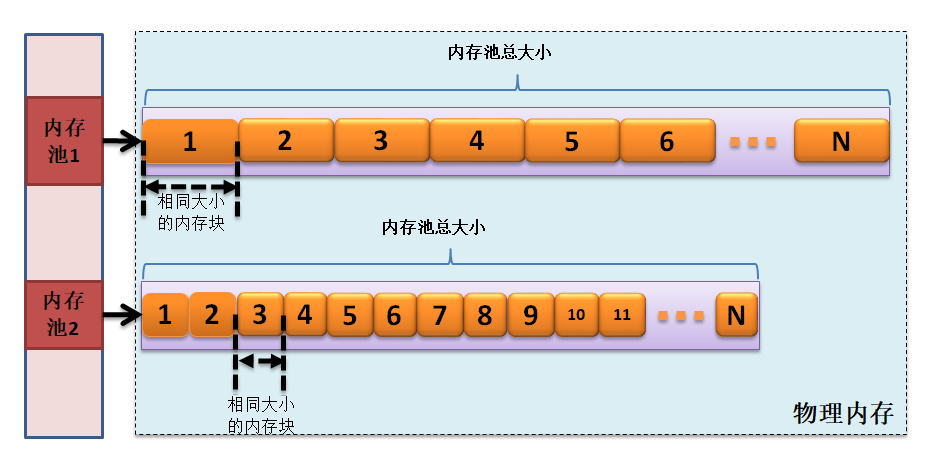 内存池总大小
内存
池1
1 2 3 4 5 6 N
相同大小
的内存块
内存池总大小
内存
池2
1 2 3 4 5 6 7 8 9 10 11 N
相同大小
的内存块
物理内存